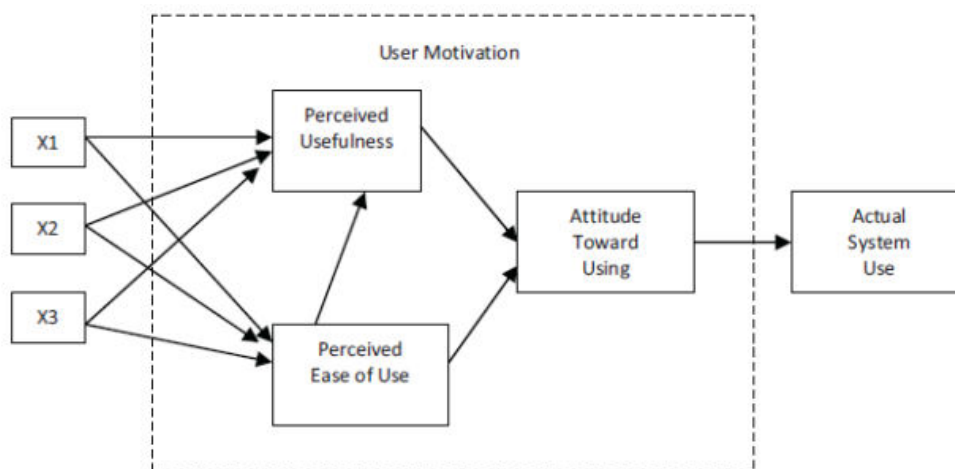 User Motivation
Perceived
Usefulness
X1
X2
X3
Attitude
Toward
Using
Actual
System
Use
Perceived
Ease of Use